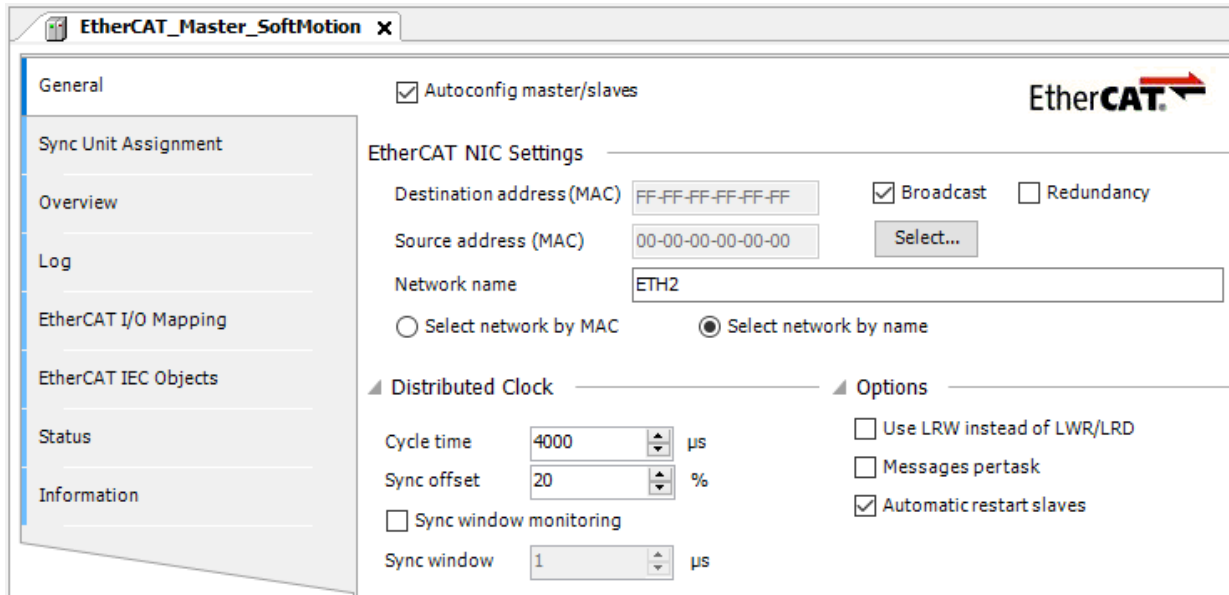 EtherCAT_Master_SoftMotion
General
Sync Unit Assignment
Overview
Log
EtherCAT I/O Mapping
EtherCAT IEC Objects
Status
Information
Autoconfig master/slaves
EtherCAT.
EtherCAT NIC Settings
Destination address (MAC) FF-FF-FF-FF-FF-FF Broadcast Redundancy
Source address (MAC) 00-00-00-00-00-00 Select...
Network name ETH2
Select network by MAC Select network by name
Distributed Clock
Cycle time 4000 µs
Sync offset 20 %
Sync window monitoring
Sync window 1 µs
Options
Use LRW instead of LWR/LRD
Messages pertask
Automatic restart slaves